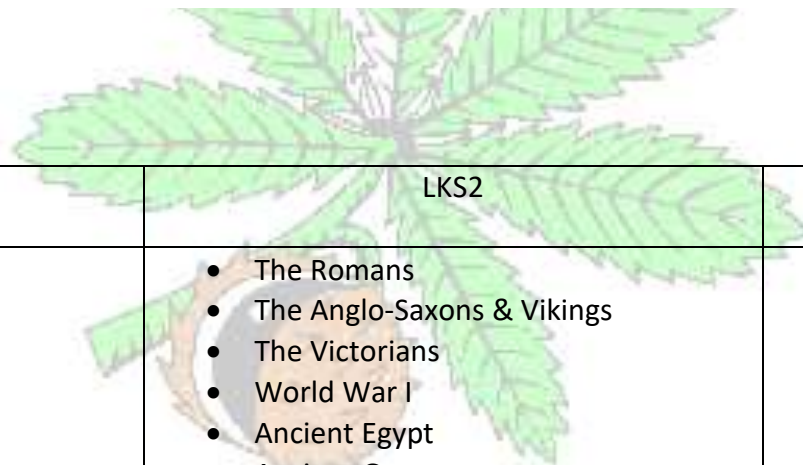 LKS2
• The Romans
• The Anglo-Saxons & Vikings
• The Victorians
• World War I
• Ancient Egypt